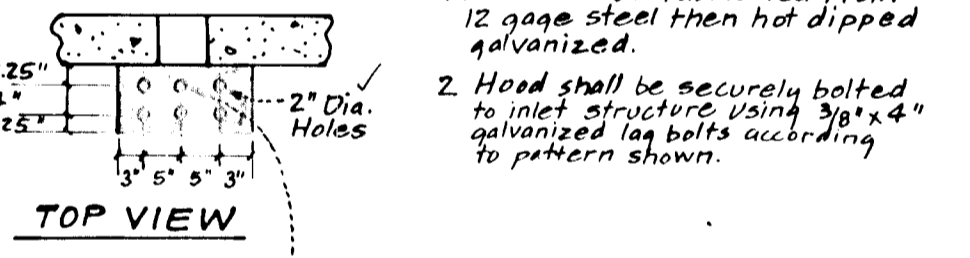 12 gage steel then hot dipped
galvanized.
2 Hood shall be securely bolted
to inlet structure using 3/8" x 4"
galvanized lag bolts according
to pattern shown.
.25"
25"
2" Dia.
Holes
3" 5" 5" 3"
TOP VIEW